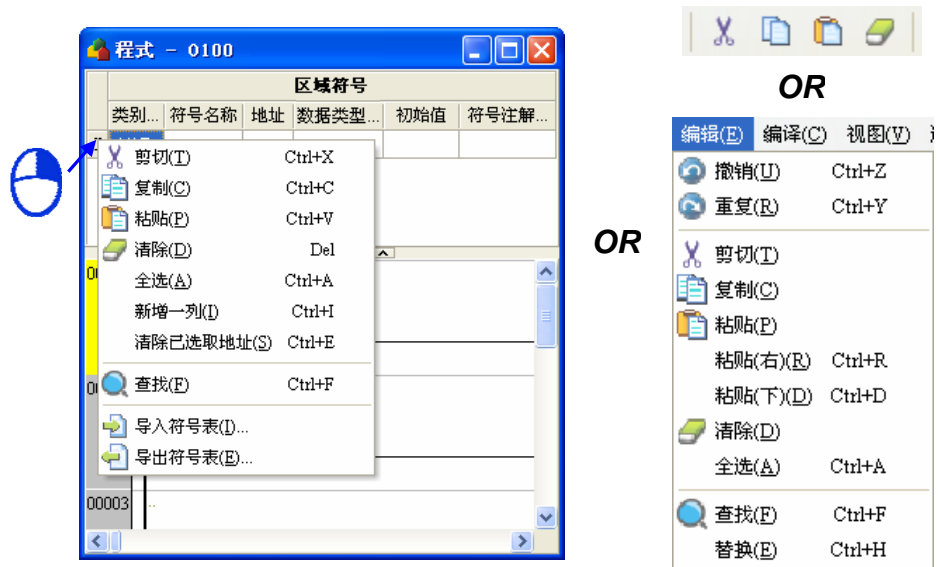 程式 - 0100
区域符号
类别... 符号名称 地址 数据类型... 初始值 符号注解...
剪切(T) Ctrl+X
复制(C) Ctrl+C
粘贴(P) Ctrl+V
清除(D) Del
全选(A) Ctrl+A
新增一列(I) Ctrl+I
清除已选取地址(S) Ctrl+E
查找(F) Ctrl+F
导入符号表(I)...
导出符号表(E)...
00003
OR
OR
编辑(E) 编译(C) 视图(V)
撤销(U) Ctrl+Z
重复(R) Ctrl+Y
剪切(T)
复制(C)
粘贴(P)
粘贴(右)(R) Ctrl+R
粘贴(下)(D) Ctrl+D
清除(D)
全选(A) Ctrl+A
查找(F) Ctrl+F
替换(E) Ctrl+H